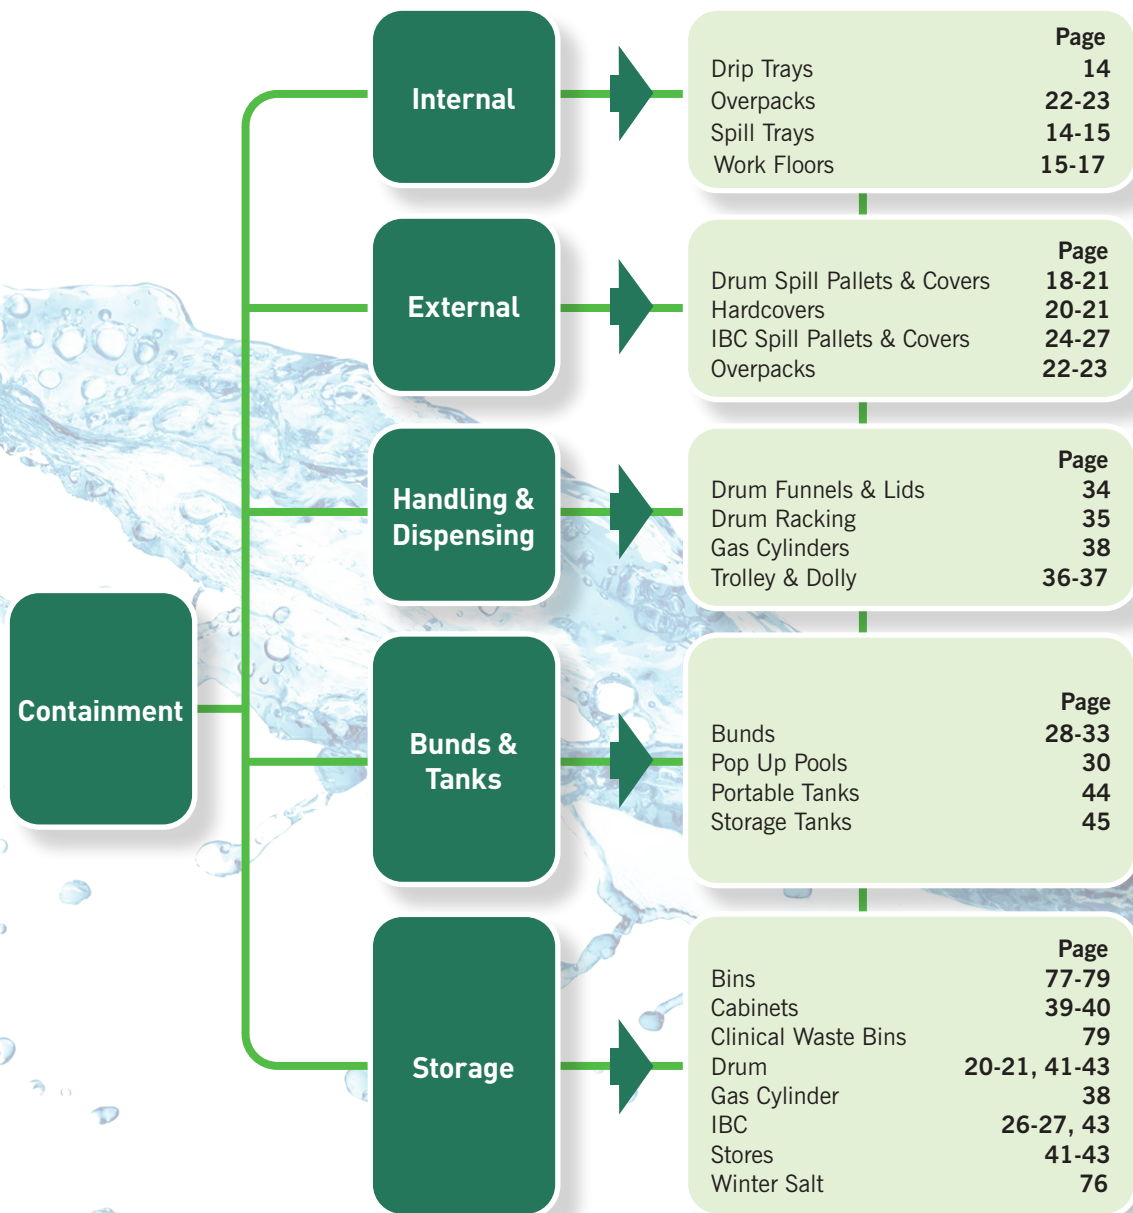 Containment
Internal
Page
Drip Trays 14
Overpacks 22-23
Spill Trays 14-15
Work Floors 15-17
External
Page
Drum Spill Pallets & Covers 18-21
Hardcovers 20-21
IBC Spill Pallets & Covers 24-27
Overpacks 22-23
Handling &
Dispensing
Page
Drum Funnels & Lids 34
Drum Racking 35
Gas Cylinders 38
Trolley & Dolly 36-37
Bunds &
Tanks
Page
Bunds 28-33
Pop Up Pools 30
Portable Tanks 44
Storage Tanks 45
Storage
Page
Bins 77-79
Cabinets 39-40
Clinical Waste Bins 79
Drum 20-21, 41-43
Gas Cylinder 38
IBC 26-27, 43
Stores 41-43
Winter Salt 76